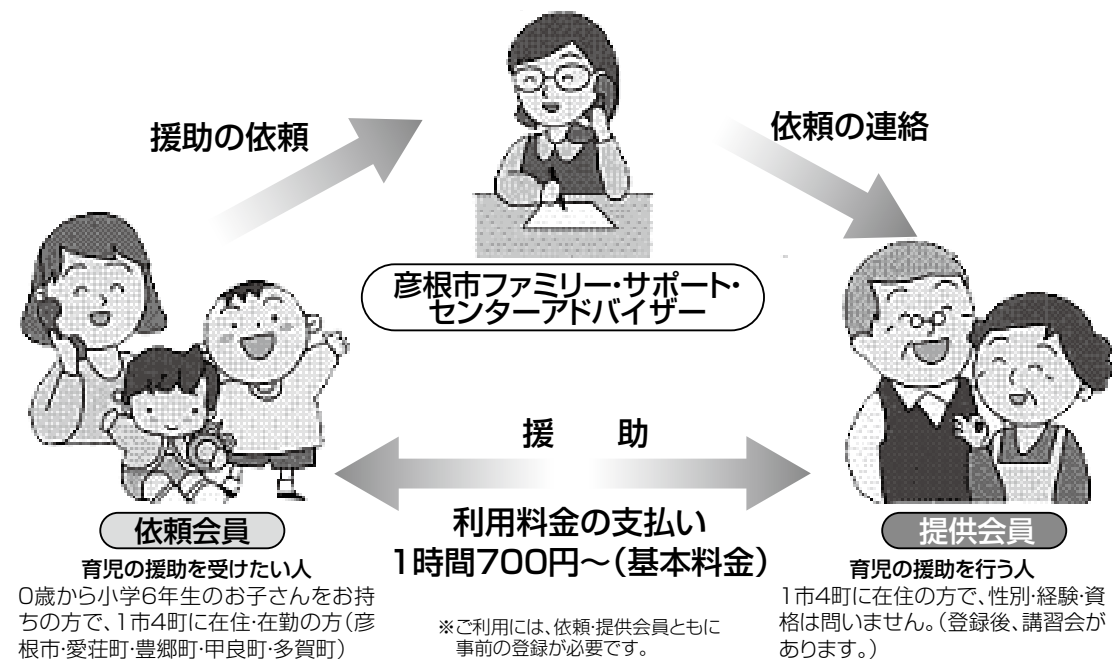 援助の依頼
依頼の連絡
彦根市ファミリー・サポート・
センターアドバイザー
援　助
利用料金の支払い
1時間700円～(基本料金)
※ご利用には、依頼・提供会員ともに
事前の登録が必要です。
依頼会員
育児の援助を受けたい人
0歳から小学6年生のお子さんをお持
ちの方で、1市4町に在住・在勤の方(彦
根市・愛荘町・豊郷町・甲良町・多賀町)
提供会員
育児の援助を行う人
1市4町に在住の方で、性別・経験・資
格は問いません。(登録後、講習会が
あります。)